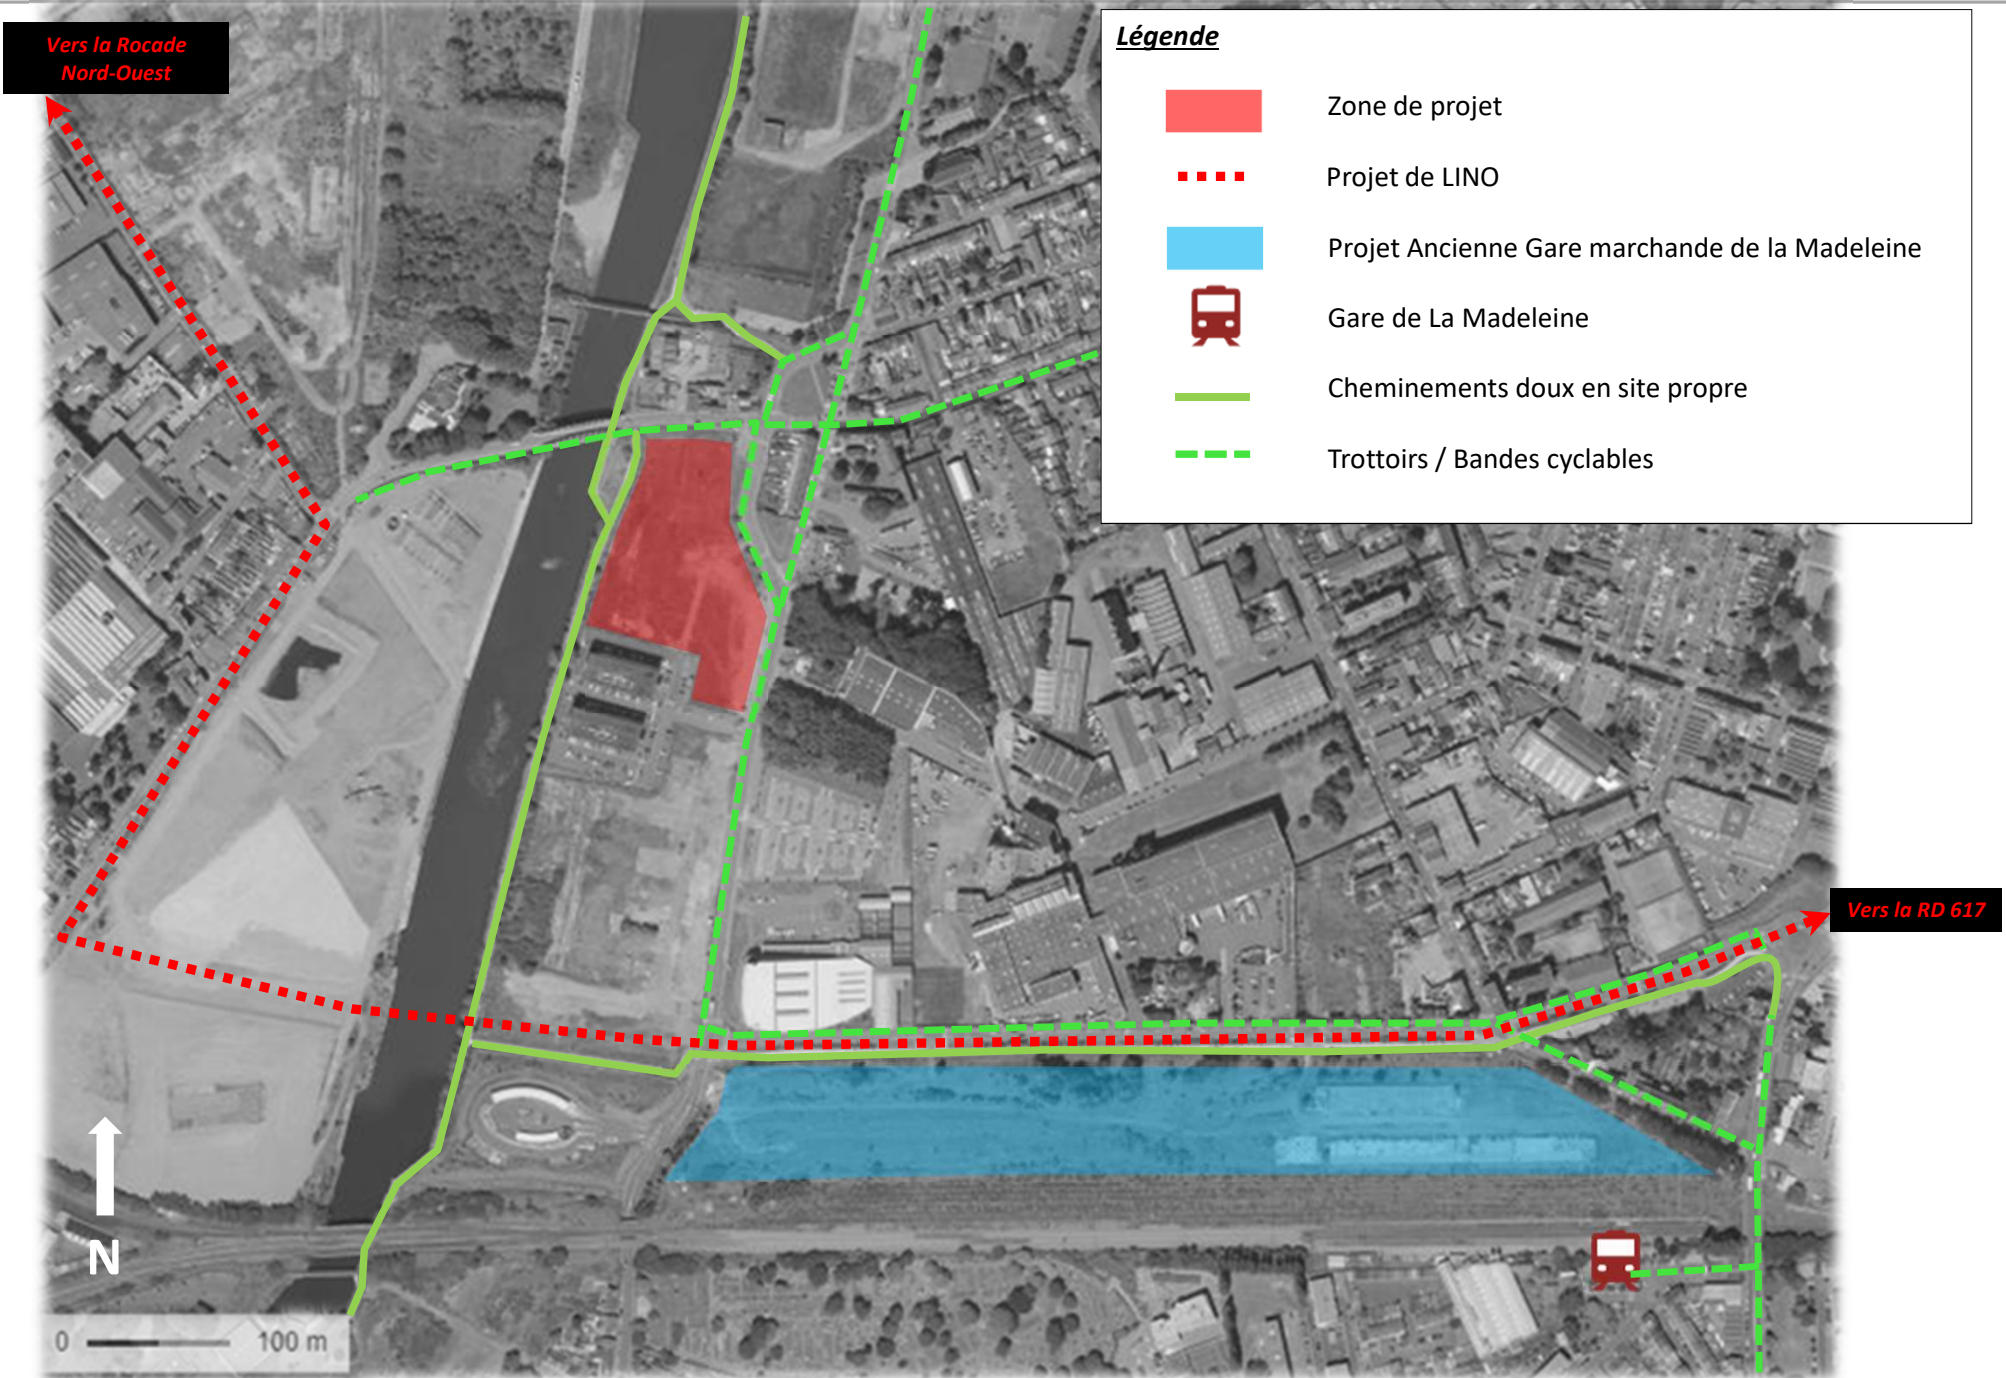 Vers la Rocade
Nord-Ouest
Légende
Zone de projet
Projet de LINO
Projet Ancienne Gare marchande de la Madeleine
Gare de La Madeleine
Cheminements doux en site propre
Trottoirs / Bandes cyclables
Vers la RD 617
N
0 100 m